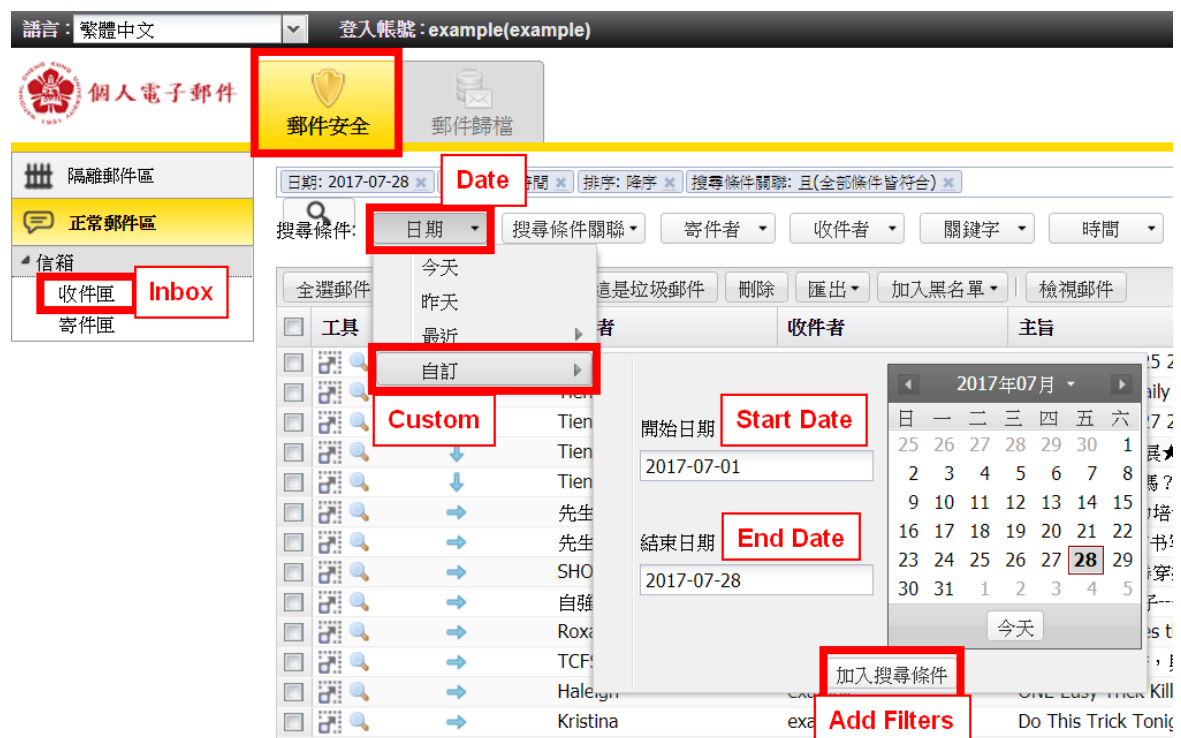 語言：繁體中文 登入帳號：example(example)
個人電子郵件
郵件安全 郵件歸檔
隔離郵件區
正常郵件區
信箱
收件匣 Inbox
寄件匣
日期: 2017-07-28 Date 排序: 降序 搜尋條件關聯: 且(全部條件皆符合)
搜尋條件: 日期 搜尋條件關聯 寄件者 收件者 關鍵字 時間
今天
昨天
最近
自訂
Custom
全選郵件 這是垃圾郵件 刪除 匯出 加入黑名單 檢視郵件
工具 者 收件者 主旨
Tien
Tien
Tien
先生
先生
SHO
自強
Roxa
TCFS
Haleigh
Kristina
開始日期 Start Date
2017-07-01
結束日期 End Date
2017-07-28
2017年07月
日 一 二 三 四 五 六
25 26 27 28 29 30 1
2 3 4 5 6 7 8
9 10 11 12 13 14 15
16 17 18 19 20 21 22
23 24 25 26 27 28 29
30 31 1 2 3 4 5
今天
加入搜尋條件
Add Filters
ONE Easy Trick Kill
Do This Trick Tonig